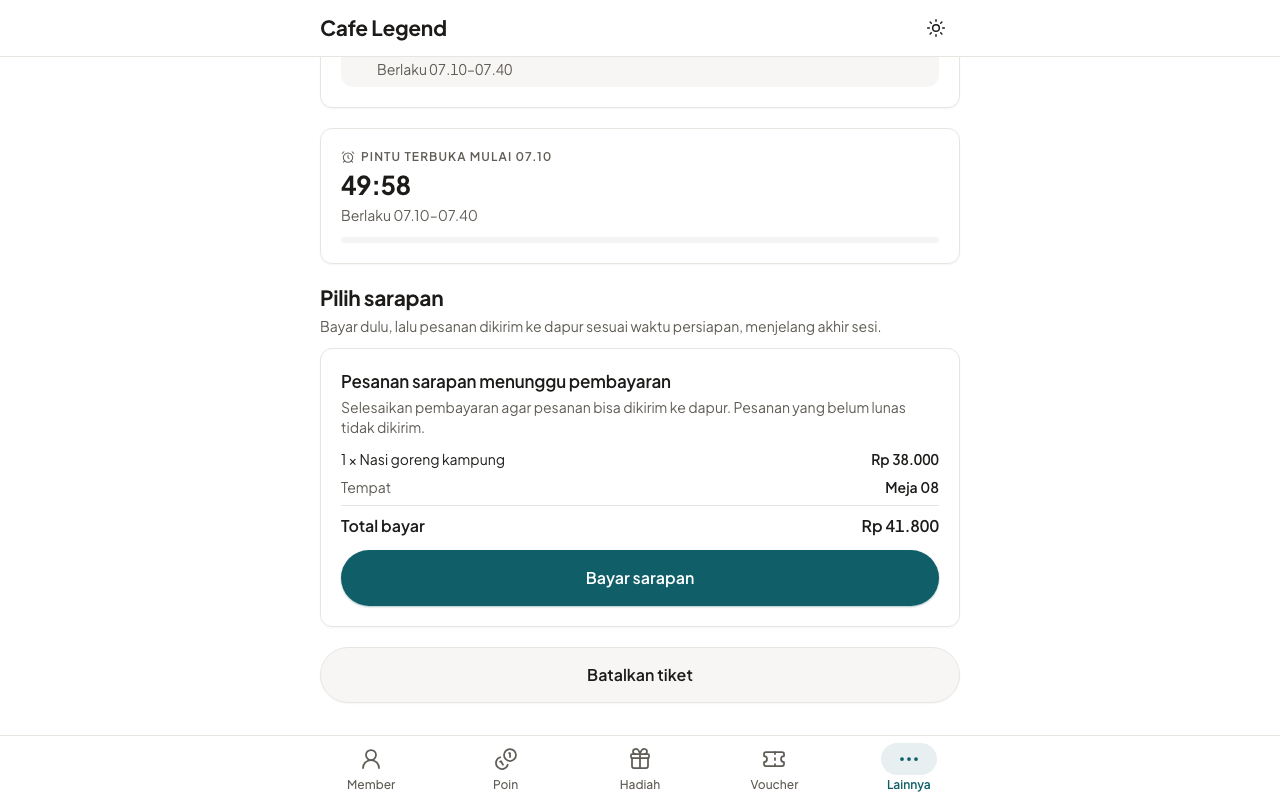 Cafe Legend
Berlaku 07.10–07.40
PINTU TERBUKA MULAI 07.10
49:58
Berlaku 07.10–07.40
Pilih sarapan
Bayar dulu, lalu pesanan dikirim ke dapur sesuai waktu persiapan, menjelang akhir sesi.
Pesanan sarapan menunggu pembayaran
Selesaikan pembayaran agar pesanan bisa dikirim ke dapur. Pesanan yang belum lunas
tidak dikirim.
1 × Nasi goreng kampung Rp 38.000
Tempat Meja 08
Total bayar Rp 41.800
Bayar sarapan
Batalkan tiket
Member Poin Hadiah Voucher Lainnya